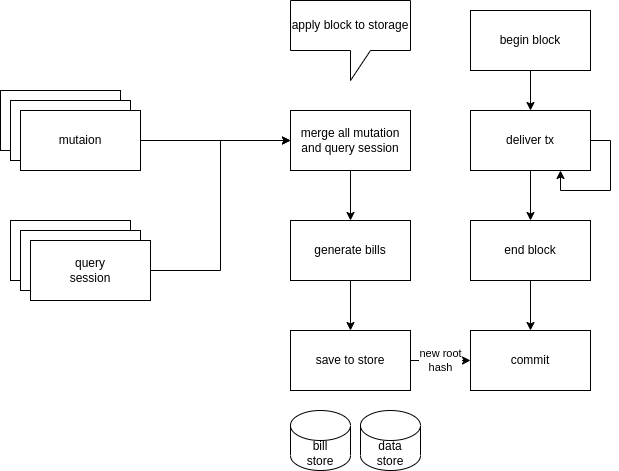 apply block to storage
begin block
mutaion
merge all mutation
and query session
deliver tx
query
session
generate bills
end block
save to store
new root
hash
commit
bill
store
data
store